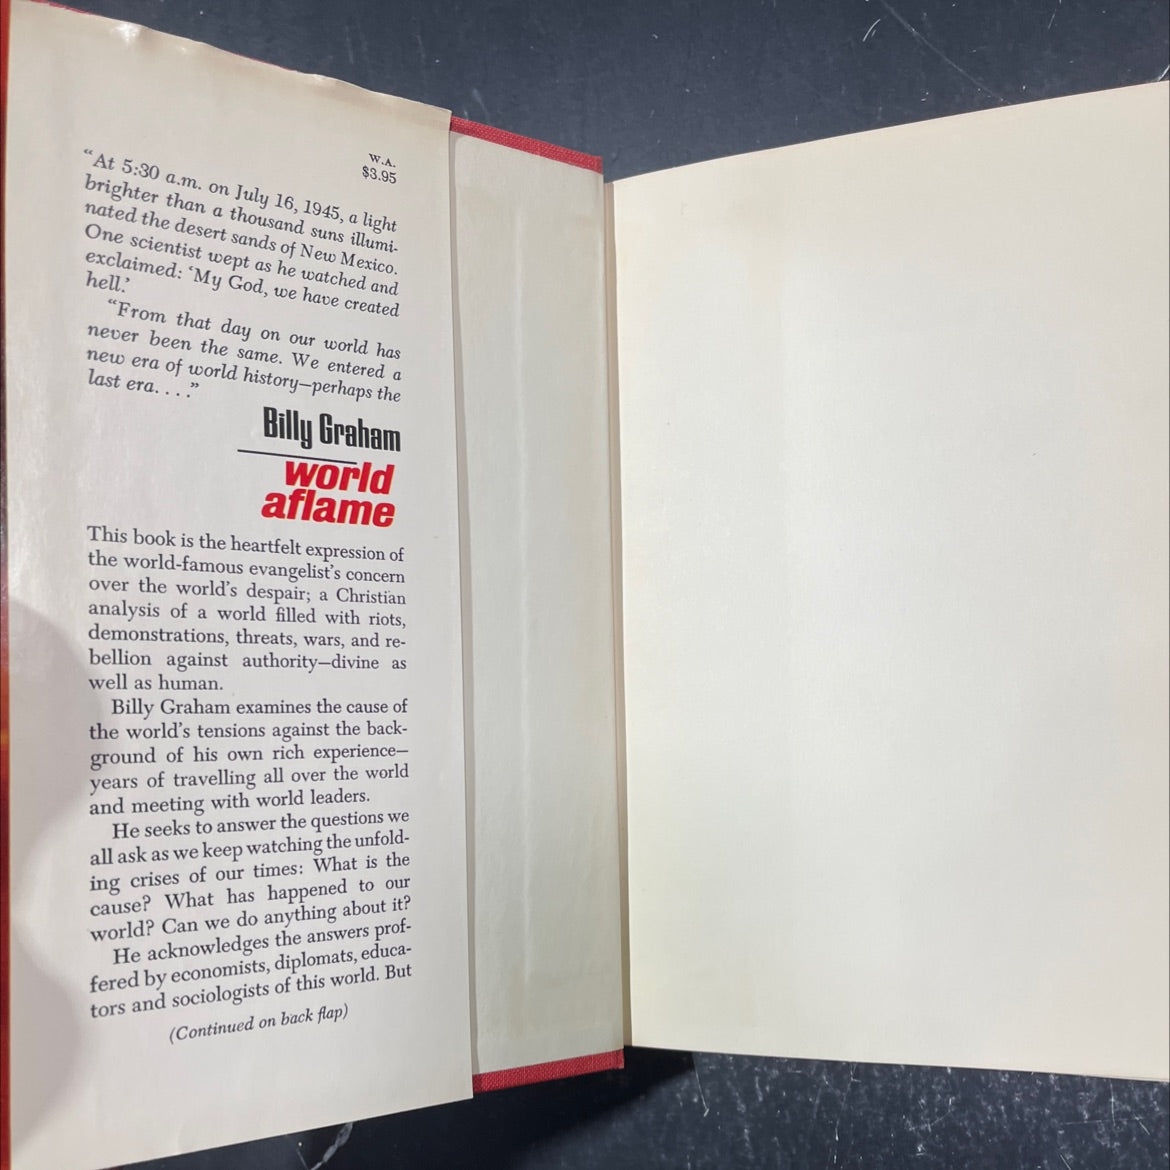 W.A.
$3.95
“At 5:30 a.m. on July 16, 1945, a light
brighter than a thousand suns illumi-
nated the desert sands of New Mexico.
One scientist wept as he watched and
exclaimed: ‘My God, we have created
hell.’
“From that day on our world has
never been the same. We entered a
new era of world history—perhaps the
last era. . . .”
Billy Graham
world
aflame
This book is the heartfelt expression of
the world-famous evangelist’s concern
over the world’s despair; a Christian
analysis of a world filled with riots,
demonstrations, threats, wars, and re-
bellion against authority—divine as
well as human.
Billy Graham examines the cause of
the world’s tensions against the back-
ground of his own rich experience—
years of travelling all over the world
and meeting with world leaders.
He seeks to answer the questions we
all ask as we keep watching the unfold-
ing crises of our times: What is the
cause? What has happened to our
world? Can we do anything about it?
He acknowledges the answers prof-
fered by economists, diplomats, educa-
tors and sociologists of this world. But
(Continued on back flap)